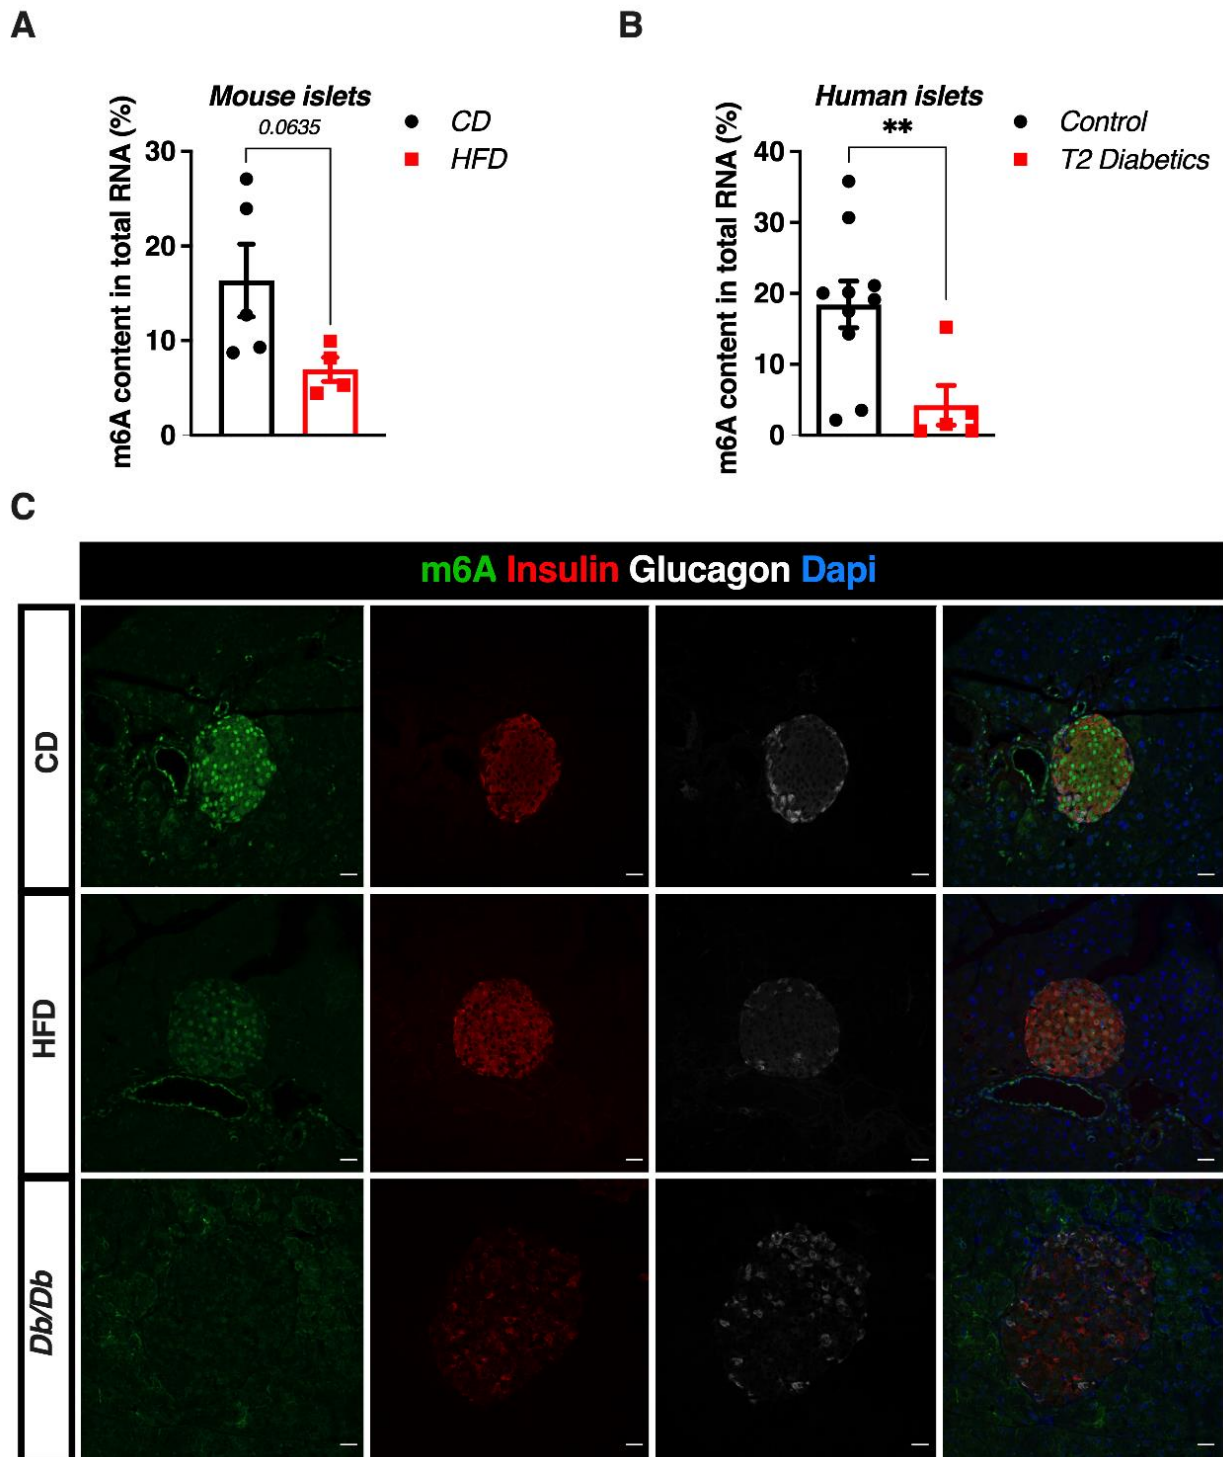 A
Mouse islets
0.0635
CD
HFD
m6A content in total RNA (%)
30
20
10
0
B
Human islets
**
Control
T2 Diabetics
m6A content in total RNA (%)
40
30
20
10
0
C
m6A Insulin Glucagon Dapi
CD
HFD
Db/Db